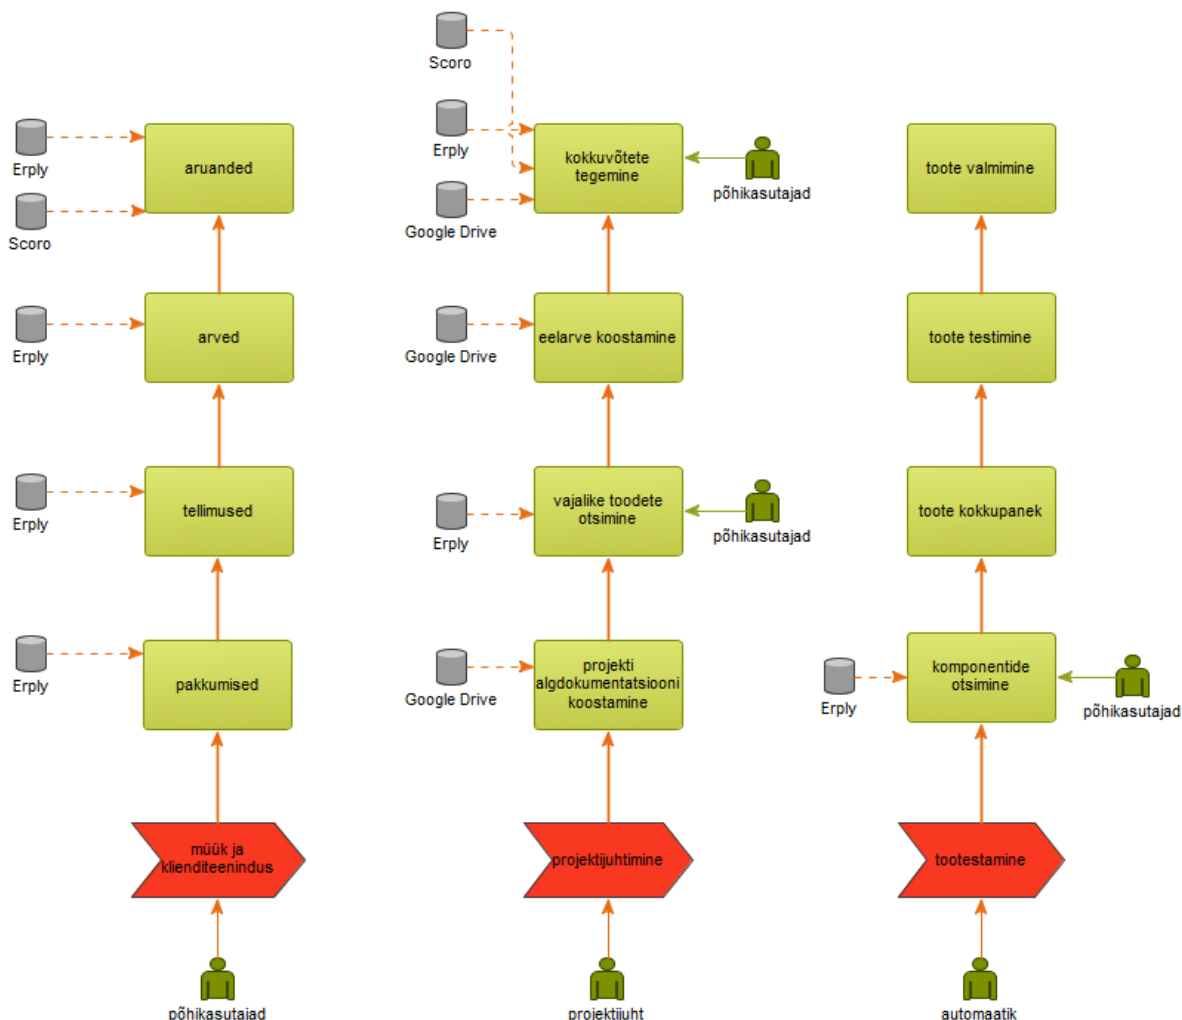 Scoro
Erply
aruanded
Scoro
Erply
kokkuvõtete
tegemine
Google Drive
põhikasutajad
toote valmimine
Erply
arved
Google Drive
eelarve koostamine
toote testimine
Erply
tellimused
Erply
vajalike toodete
otsimine
põhikasutajad
toote kokkupanek
Erply
pakkumised
Google Drive
projekti
algdokumentatsiooni
koostamine
Erply
komponentide
otsimine
põhikasutajad
müük ja
klienditeenindus
projektijuhtimine
tootestamine
põhikasutajad
projektijuht
automaatik